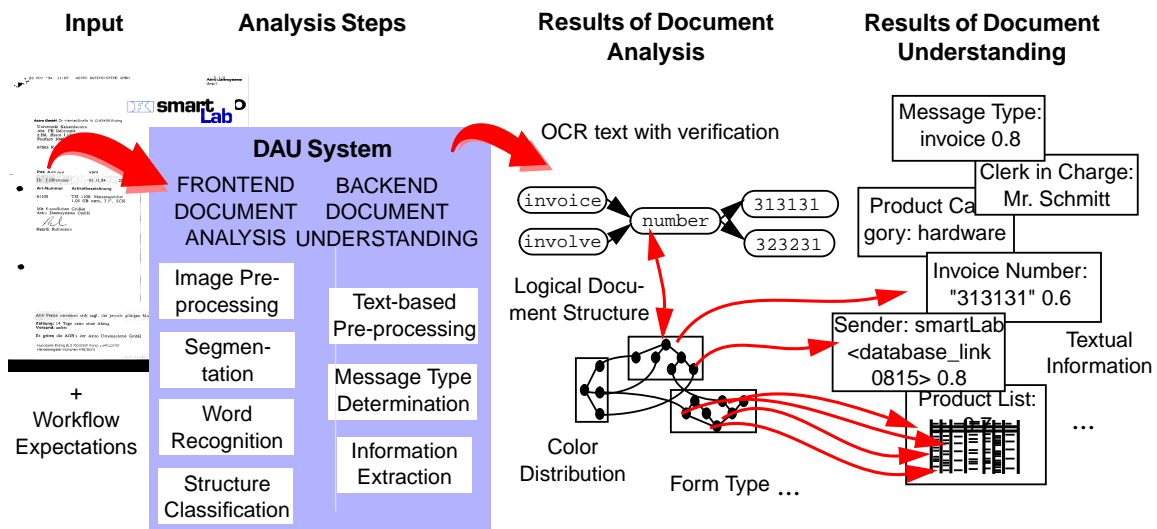 Input
Analysis Steps
Results of Document
Analysis
Results of Document
Understanding
smart
Lab
+
Workflow
Expectations
DAU System
FRONTEND
DOCUMENT
ANALYSIS
BACKEND
DOCUMENT
UNDERSTANDING
Image Pre-
processing
Segmen-
tation
Word
Recognition
Structure
Classification
Text-based
Pre-processing
Message Type
Determination
Information
Extraction
OCR text with verification
invoice
involve
number
313131
323231
Logical Docu-
ment Structure
Color
Distribution
Form Type ...
Message Type:
invoice 0.8
Clerk in Charge:
Mr. Schmitt
Product Ca
gory: hardware
Invoice Number:
"313131" 0.6
Sender: smartLab
<database_link
0815> 0.8
Product List:
0.7
Textual
Information
...